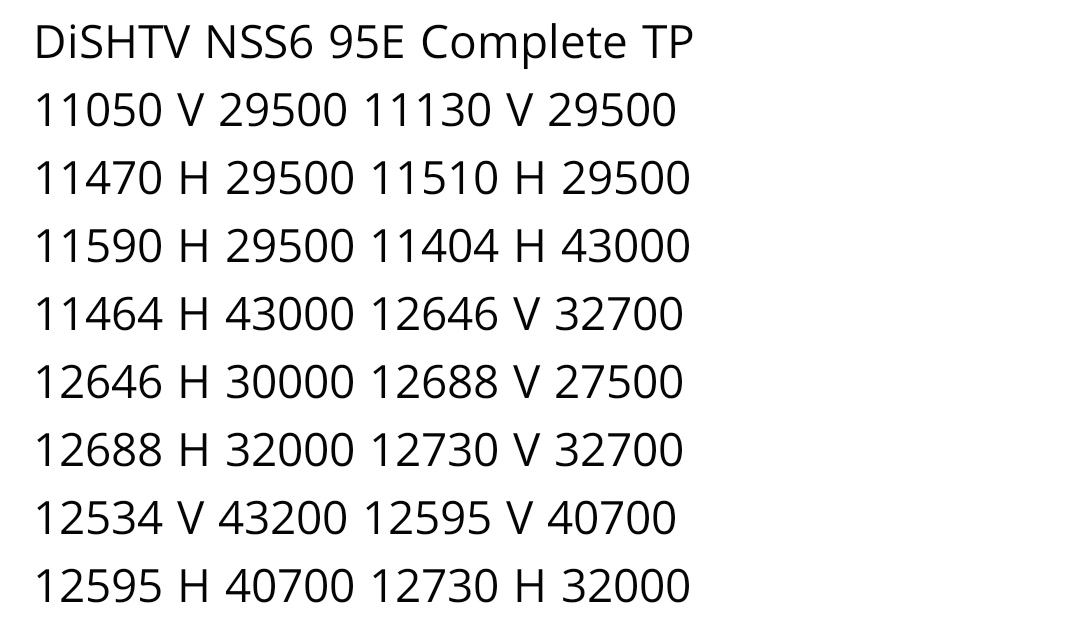 DiSHTV NSS6 95E Complete TP
11050 V 29500 11130 V 29500
11470 H 29500 11510 H 29500
11590 H 29500 11404 H 43000
11464 H 43000 12646 V 32700
12646 H 30000 12688 V 27500
12688 H 32000 12730 V 32700
12534 V 43200 12595 V 40700
12595 H 40700 12730 H 32000